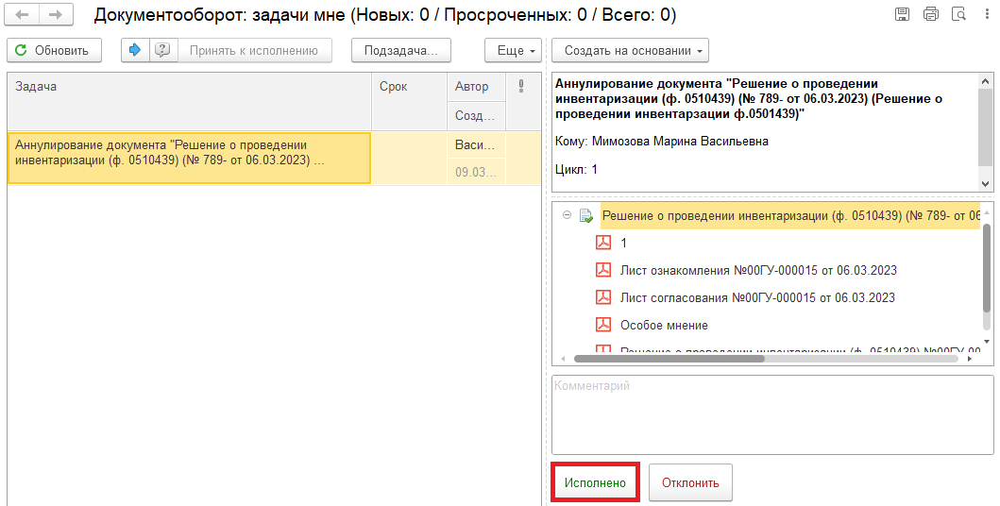 Документооборот: задачи мне (Новых: 0 / Просроченных: 0 / Всего: 0)
Обновить
Принять к исполнению
Подзадача...
Еще
Создать на основании
Задача
Срок
Автор
Созд...
Аннулирование документа "Решение о проведении
инвентаризации (ф. 0510439) (№ 789- от 06.03.2023) ...
Васи...
09.03...
Аннулирование документа "Решение о проведении
инвентаризации (ф. 0510439) (№ 789- от 06.03.2023) (Решение о
проведении инвентарзации ф.0501439)"
Кому: Мимозова Марина Васильевна
Цикл: 1
Решение о проведении инвентаризации (ф. 0510439) (№ 789- от 06
1
Лист ознакомления №00ГУ-000015 от 06.03.2023
Лист согласования №00ГУ-000015 от 06.03.2023
Особое мнение
Решение о проведении инвентаризации (ф. 0510439) №00ГУ-00
Комментарий
Исполнено
Отклонить